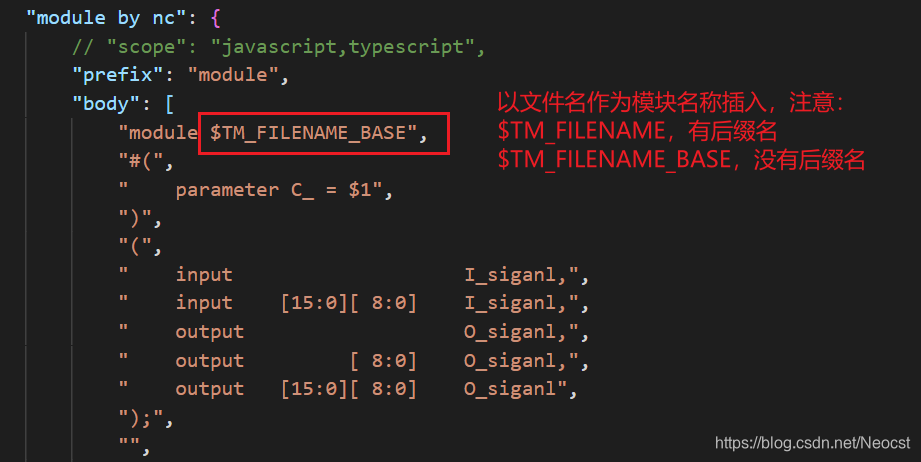 "module by nc": {
// "scope": "javascript,typescript",
"prefix": "module",
"body": [
"module $TM_FILENAME_BASE",
"#(",
"    parameter C_ = $1",
")",
"(",
"    input                    I_siganl,",
"    input    [15:0][ 8:0]    I_siganl,",
"    output                   O_siganl,",
"    output         [ 8:0]    O_siganl,",
"    output   [15:0][ 8:0]    O_siganl",
");",
"",
以文件名作为模块名称插入，注意：
$TM_FILENAME，有后缀名
$TM_FILENAME_BASE，没有后缀名
https://blog.csdn.net/Neocst